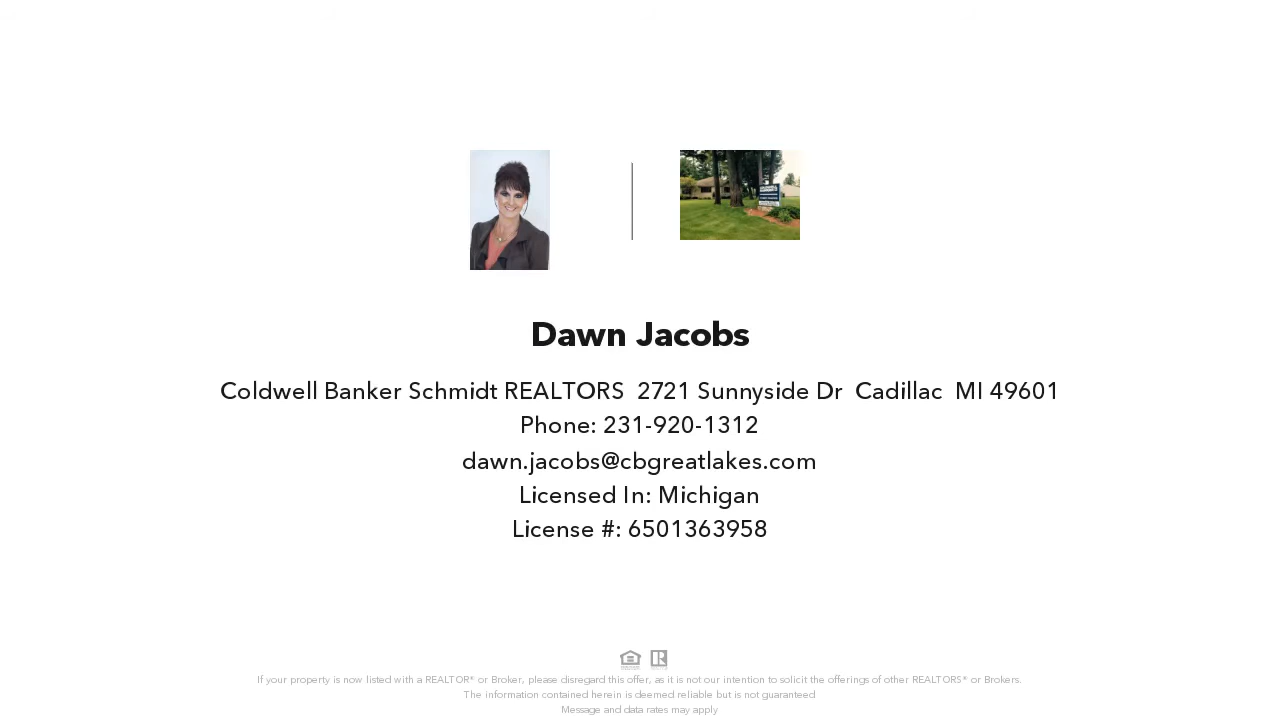 Dawn Jacobs
Coldwell Banker Schmidt REALTORS  2721 Sunnyside Dr  Cadillac  MI 49601
Phone: 231-920-1312
dawn.jacobs@cbgreatlakes.com
Licensed In: Michigan
License #: 6501363958
If your property is now listed with a REALTOR® or Broker, please disregard this offer, as it is not our intention to solicit the offerings of other REALTORS® or Brokers.
The information contained herein is deemed reliable but is not guaranteed
Message and data rates may apply